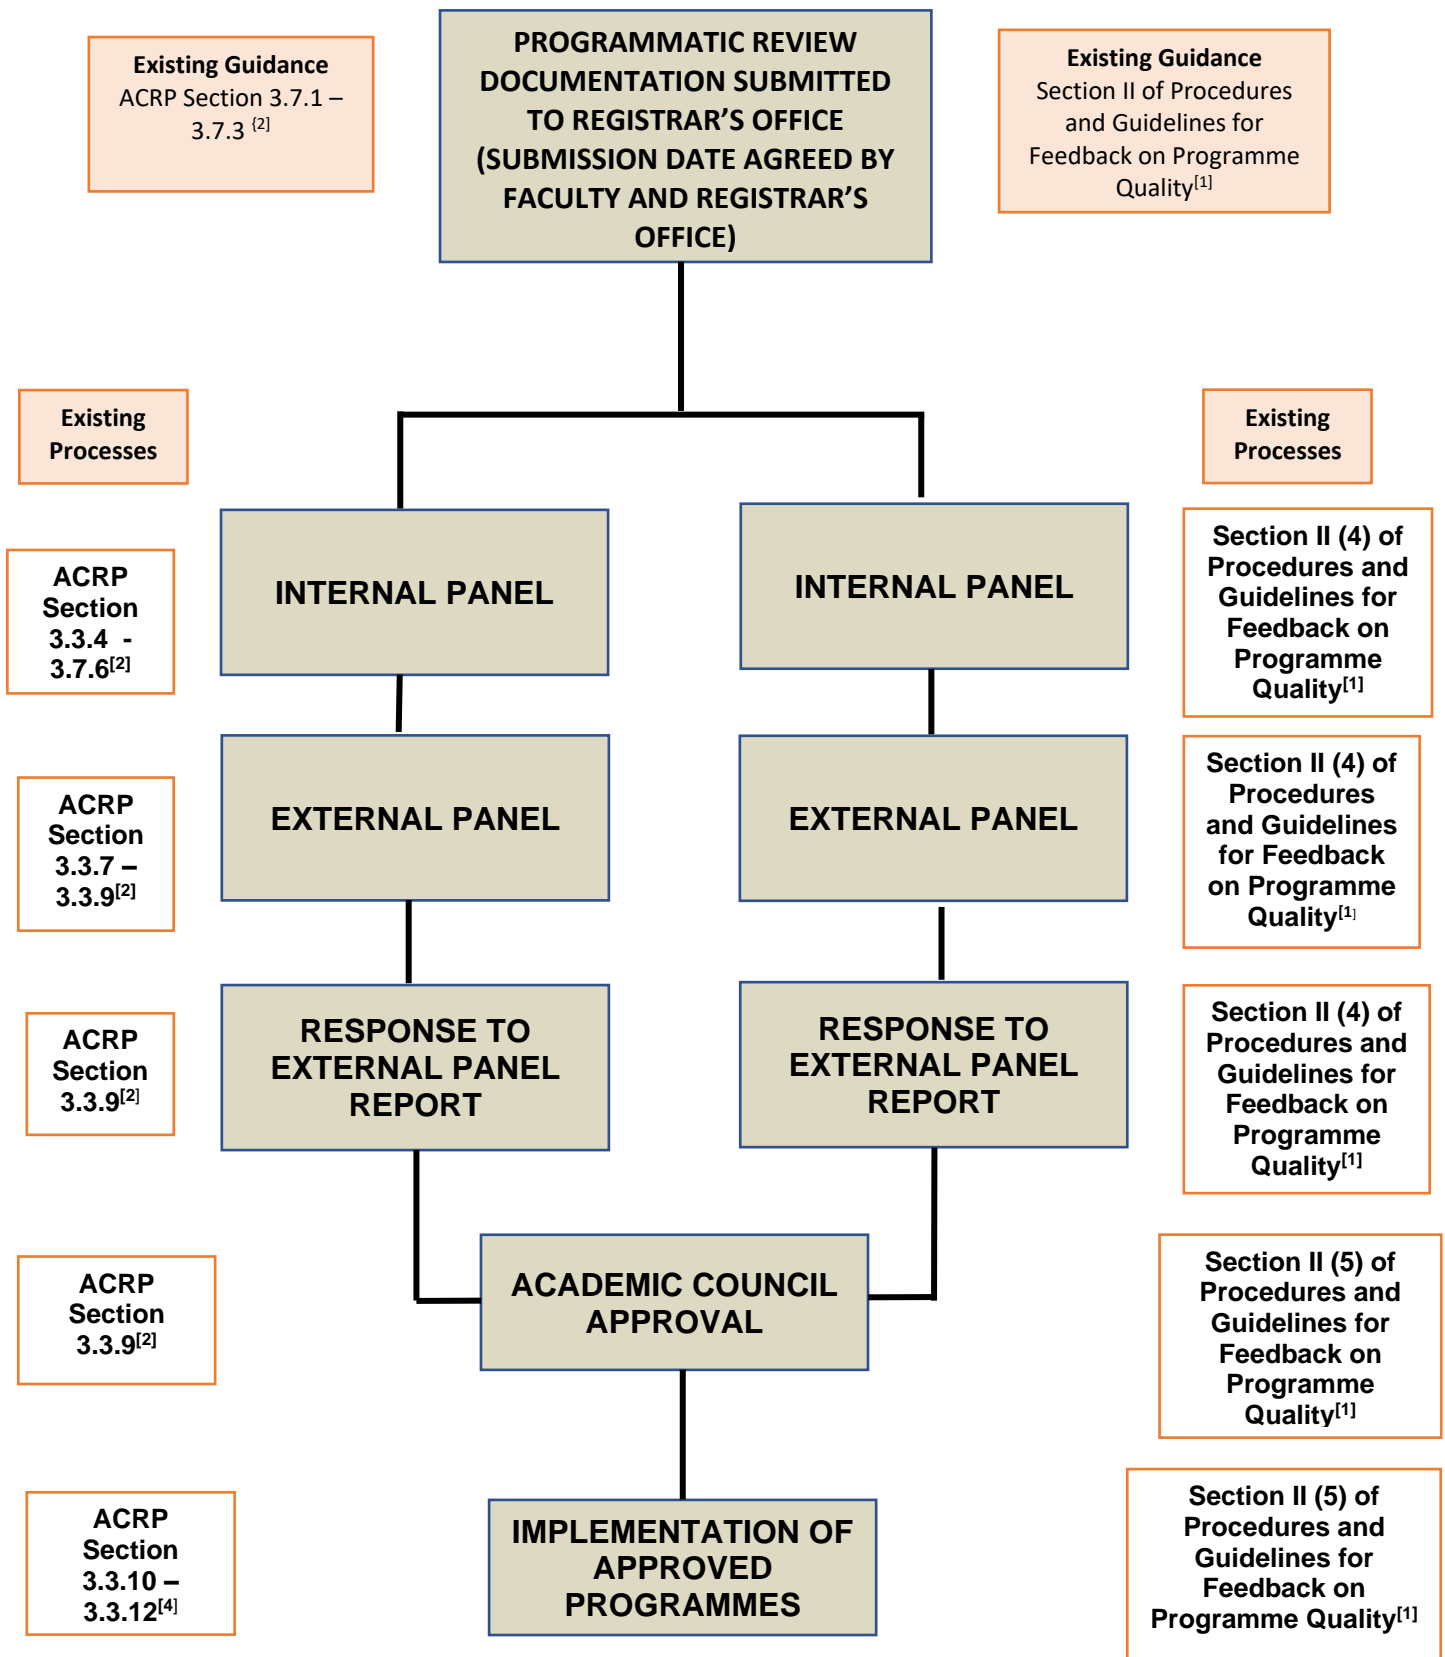 Existing Guidance
ACRP Section 3.7.1 –
3.7.3 {2]
PROGRAMMATIC REVIEW
DOCUMENTATION SUBMITTED
TO REGISTRAR’S OFFICE
(SUBMISSION DATE AGREED BY
FACULTY AND REGISTRAR’S
OFFICE)
Existing Guidance
Section II of Procedures
and Guidelines for
Feedback on Programme
Quality[1]
Existing
Processes
Existing
Processes
ACRP
Section
3.3.4 -
3.7.6[2]
INTERNAL PANEL
INTERNAL PANEL
Section II (4) of
Procedures and
Guidelines for
Feedback on
Programme
Quality[1]
ACRP
Section
3.3.7 –
3.3.9[2]
EXTERNAL PANEL
EXTERNAL PANEL
Section II (4) of
Procedures
and Guidelines
for Feedback
on Programme
Quality[1]
ACRP
Section
3.3.9[2]
RESPONSE TO
EXTERNAL PANEL
REPORT
RESPONSE TO
EXTERNAL PANEL
REPORT
Section II (4) of
Procedures and
Guidelines for
Feedback on
Programme
Quality[1]
ACRP
Section
3.3.9[2]
ACADEMIC COUNCIL
APPROVAL
Section II (5) of
Procedures and
Guidelines for
Feedback on
Programme
Quality[1]
ACRP
Section
3.3.10 –
3.3.12[4]
IMPLEMENTATION OF
APPROVED
PROGRAMMES
Section II (5) of
Procedures and
Guidelines for
Feedback on
Programme Quality[1]